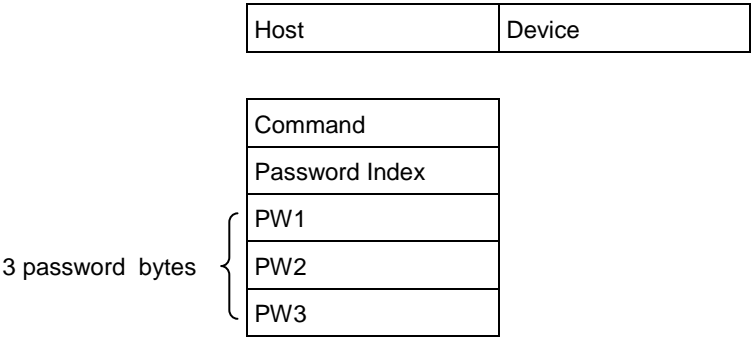 Host Device
Command
Password Index
PW1
3 password bytes PW2
PW3